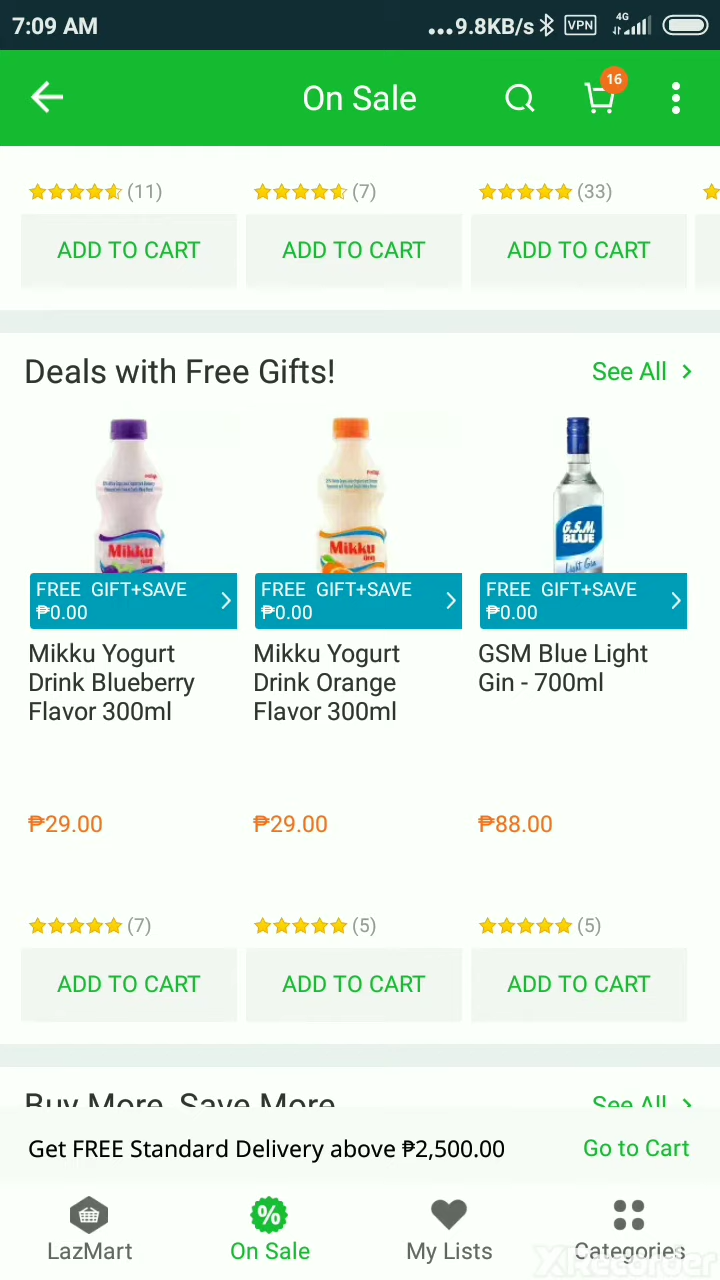 7:09 AM
...9.8KB/s VPN 4G
On Sale
16
(11)
(7)
(33)
ADD TO CART
ADD TO CART
ADD TO CART
Deals with Free Gifts!
See All >
Mikku
Mikku
G.S.M.
BLUE
Light Gin
FREE GIFT+SAVE
₱0.00
FREE GIFT+SAVE
₱0.00
FREE GIFT+SAVE
₱0.00
Mikku Yogurt
Drink Blueberry
Flavor 300ml
Mikku Yogurt
Drink Orange
Flavor 300ml
GSM Blue Light
Gin - 700ml
₱29.00
₱29.00
₱88.00
(7)
(5)
(5)
ADD TO CART
ADD TO CART
ADD TO CART
Buy More, Save More
See All >
Get FREE Standard Delivery above ₱2,500.00
Go to Cart
%
LazMart
On Sale
My Lists
Categories
XRecorder